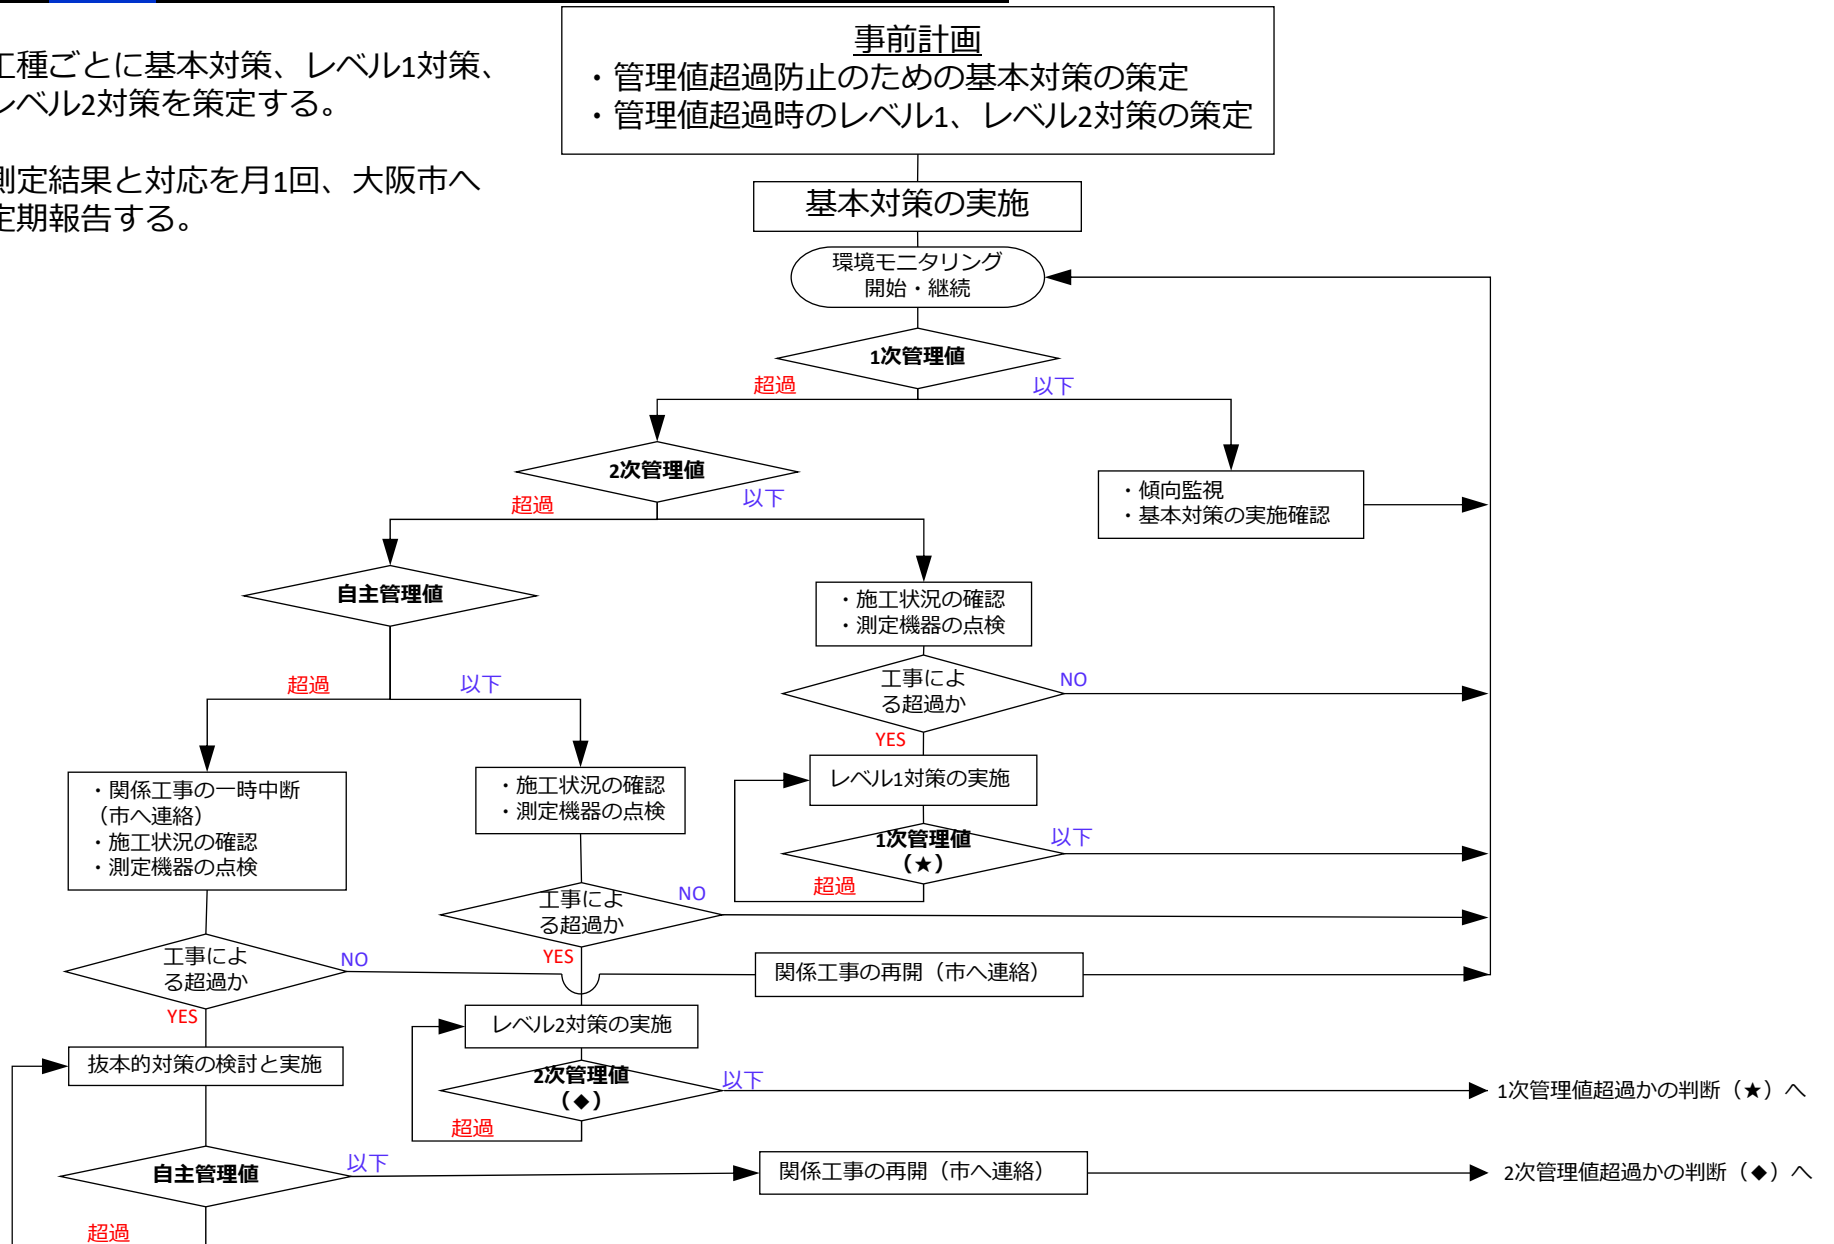 工種ごとに基本対策、レベル1対策、
レベル2対策を策定する。
測定結果と対応を月1回、大阪市へ
定期報告する。
事前計画
・管理値超過防止のための基本対策の策定
・管理値超過時のレベル1、レベル2対策の策定
基本対策の実施
環境モニタリング
開始・継続
1次管理値
超過
以下
2次管理値
超過
以下
・傾向監視
・基本対策の実施確認
自主管理値
・施工状況の確認
・測定機器の点検
超過
以下
工事によ
る超過か
NO
YES
・関係工事の一時中断
（市へ連絡）
・施工状況の確認
・測定機器の点検
・施工状況の確認
・測定機器の点検
レベル1対策の実施
1次管理値
（★）
以下
超過
工事によ
る超過か
NO
YES
工事によ
る超過か
NO
YES
関係工事の再開（市へ連絡）
レベル2対策の実施
抜本的対策の検討と実施
2次管理値
（◆）
以下
超過
1次管理値超過かの判断（★）へ
自主管理値
以下
超過
関係工事の再開（市へ連絡）
2次管理値超過かの判断（◆）へ